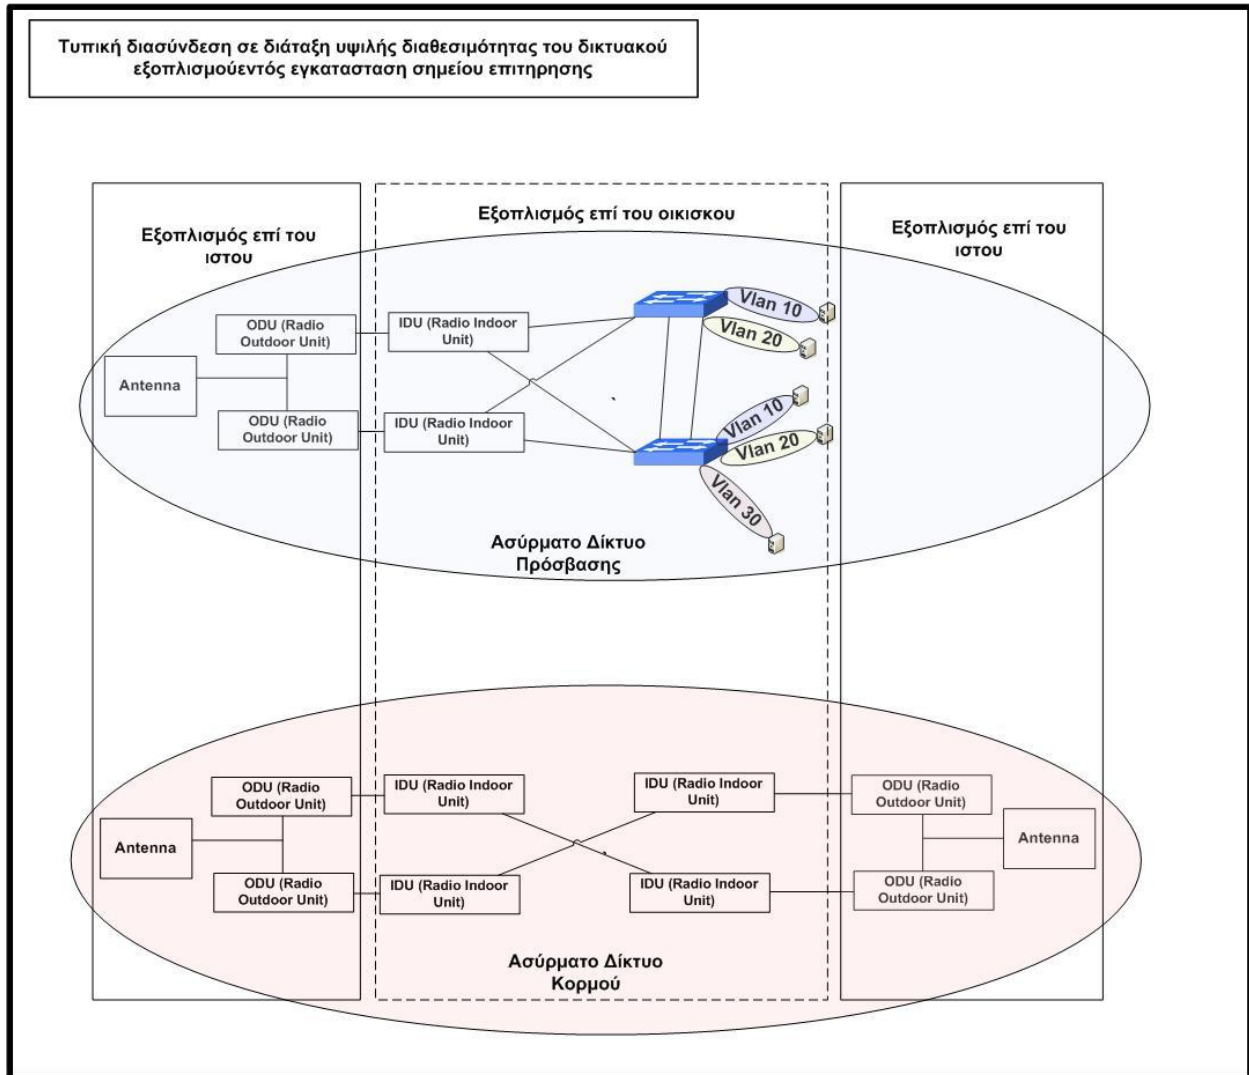 Τυπική διασύνδεση σε διάταξη υψιλής διαθεσιμότητας του δικτυακού
εξοπλισμούεντός εγκατασταση σημείου επιτηρησης
Εξοπλισμός επί του
ιστου
Εξοπλισμός επί του οικισκου
Εξοπλισμός επί του
ιστου
ODU (Radio
Outdoor Unit)
IDU (Radio Indoor
Unit)
Vlan 10
Vlan 20
Antenna
ODU (Radio
Outdoor Unit)
IDU (Radio Indoor
Unit)
Vlan 10
Vlan 20
Vlan 30
Ασύρματο Δίκτυο
Πρόσβασης
ODU (Radio
Outdoor Unit)
IDU (Radio Indoor
Unit)
IDU (Radio Indoor
Unit)
ODU (Radio
Outdoor Unit)
Antenna
Antenna
ODU (Radio
Outdoor Unit)
IDU (Radio Indoor
Unit)
IDU (Radio Indoor
Unit)
ODU (Radio
Outdoor Unit)
Ασύρματο Δίκτυο
Κορμού